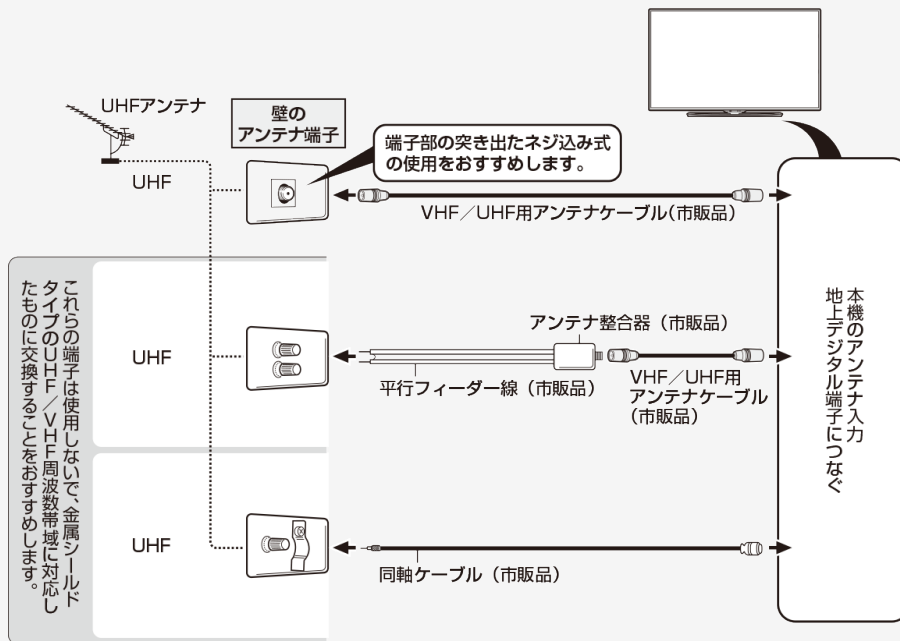 UHFアンテナ
壁の
アンテナ端子
端子部の突き出たネジ込み式
の使用をおすすめします。
UHF
VHF／UHF用アンテナケーブル(市販品)
これらの端子は使用しないで、金属シールド
タイプのUHF／VHF周波数帯域に対応し
たものに交換することをおすすめします。
UHF
アンテナ整合器（市販品）
平行フィーダー線（市販品）
VHF／UHF用
アンテナケーブル
(市販品)
UHF
同軸ケーブル（市販品）
本機のアンテナ入力
地上デジタル端子につなぐ